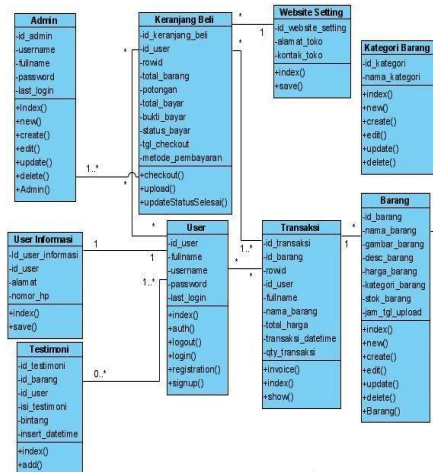 Admin
-id_admin
-username
-fullname
-password
-last_login
+Index()
+new()
+create()
+edit()
+update()
+delete()
+Admin()
1..*
*
Keranjang Beli
-id_keranjang_beli
-id_user
-rowid
-total_barang
-potongan
-total_bayar
-bukti_bayar
-status_bayar
-tgl_checkout
-metode_pembayaran
+checkout()
+upload()
+updateStatusSelesai()
*
1
*
*
Website Setting
-id_website_setting
-alamat_toko
-kontak_toko
+index()
+save()
Kategori Barang
-id_kategori
-nama_kategori
+index()
+new()
+create()
+edit()
+update()
+delete()
User Informasi
-Id_user_informasi
-id_user
-alamat
-nomor_hp
+index()
+save()
1
1
*
User
-id_user
-fullname
-username
-password
-last_login
+index()
+auth()
+logout()
+login()
+registration()
+signup()
1..*
0..*
*
*
1..*
Transaksi
-id_transaksi
-id_barang
-rowid
-id_user
-fullname
-nama_barang
-total_harga
-transaksi_datetime
-qty_transaksi
+invoice()
+index()
+show()
*
1
Barang
-id_barang
-nama_barang
-gambar_barang
-desc_barang
-harga_barang
-kategori_barang
-stok_barang
-jam_tgl_upload
+index()
+new()
+create()
+edit()
+update()
+delete()
+Barang()
Testimoni
-id_testimoni
-id_barang
-id_user
-isi_testimoni
-bintang
-insert_datetime
+index()
+add()